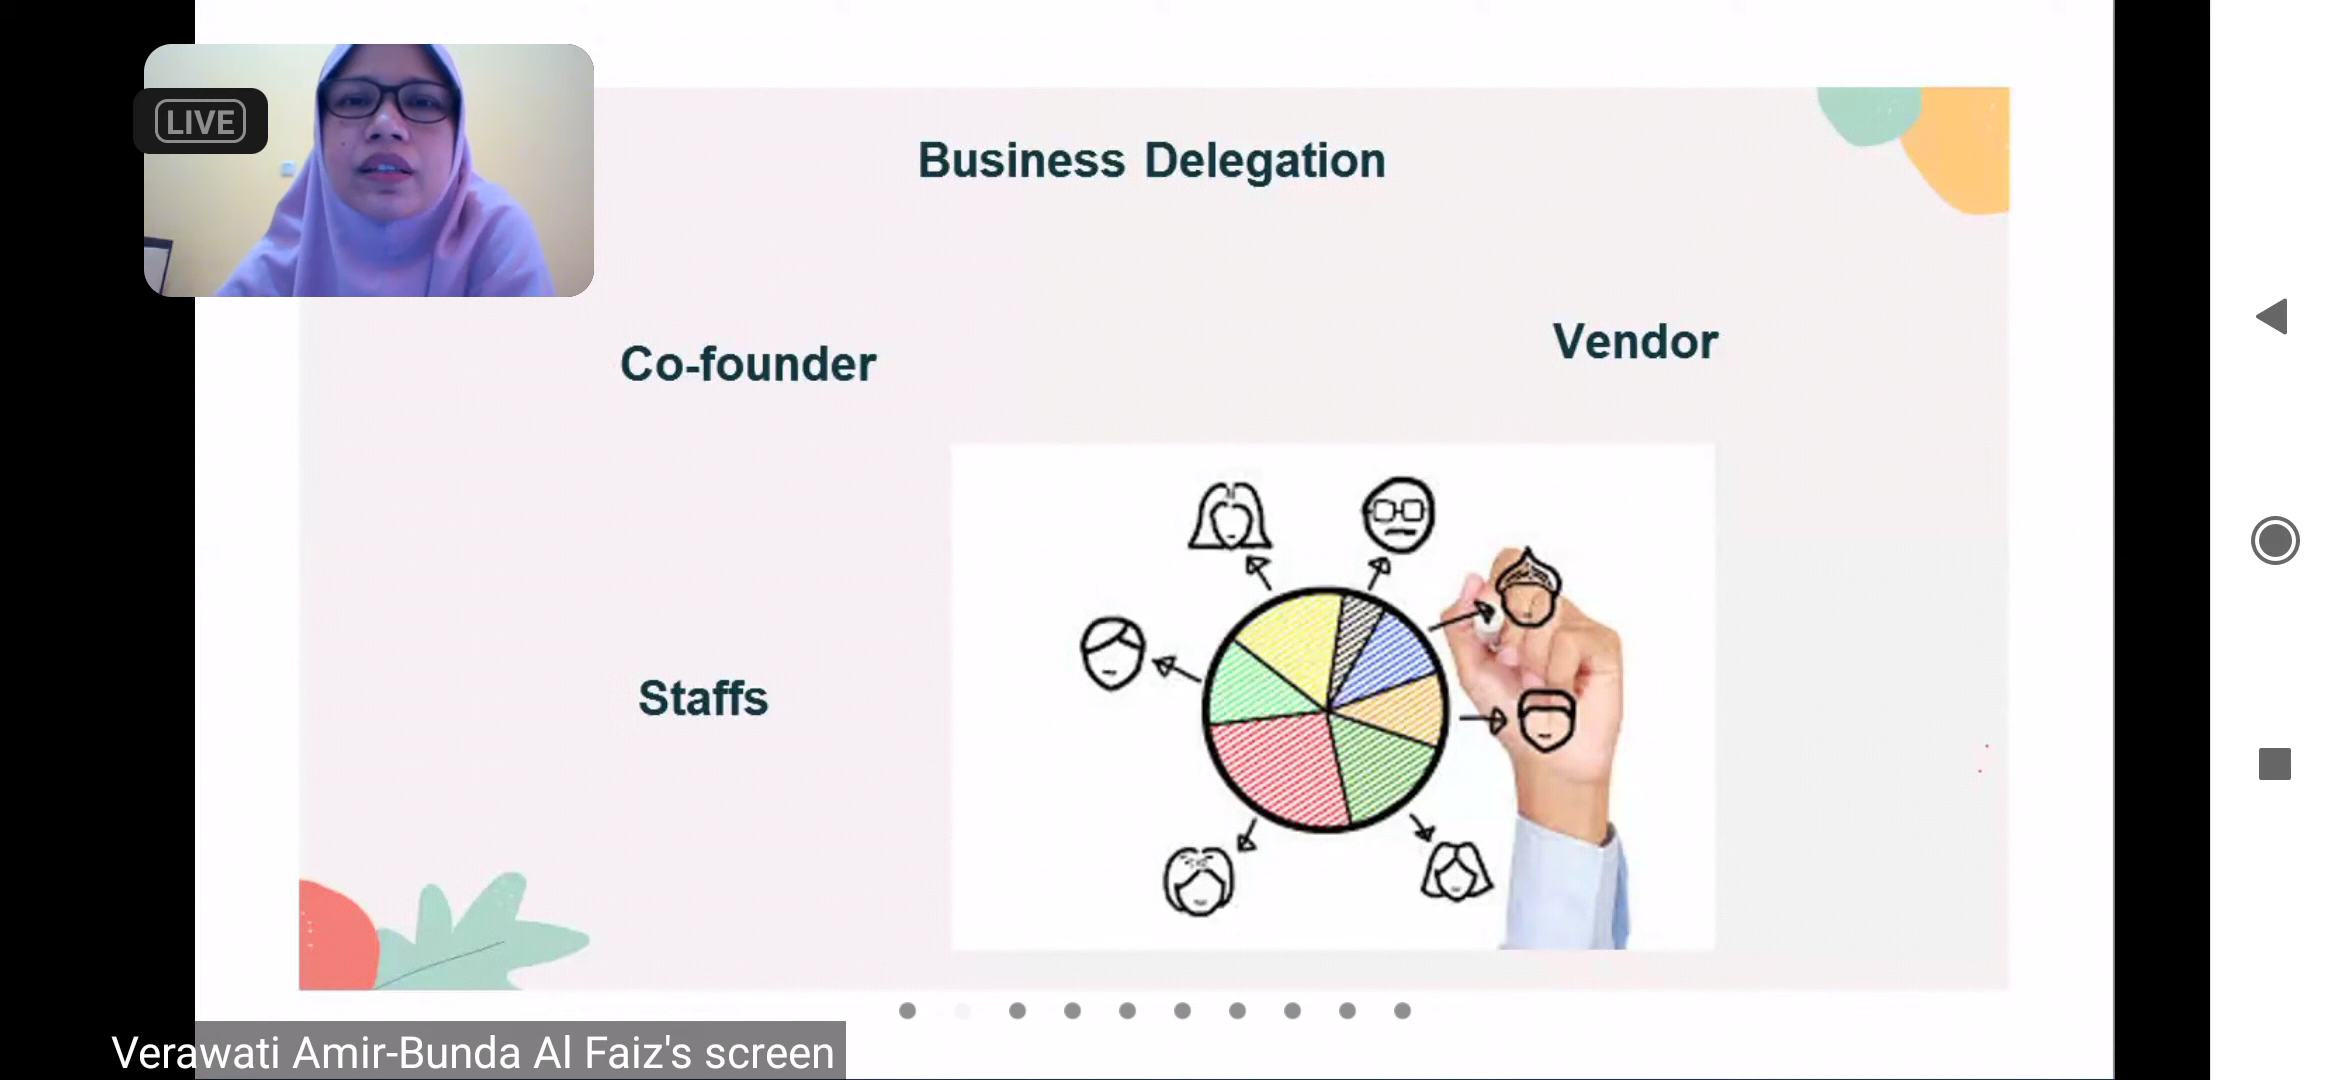 LIVE
Business Delegation
Co-founder
Vendor
Staffs
Verawati Amir-Bunda Al Faiz's screen